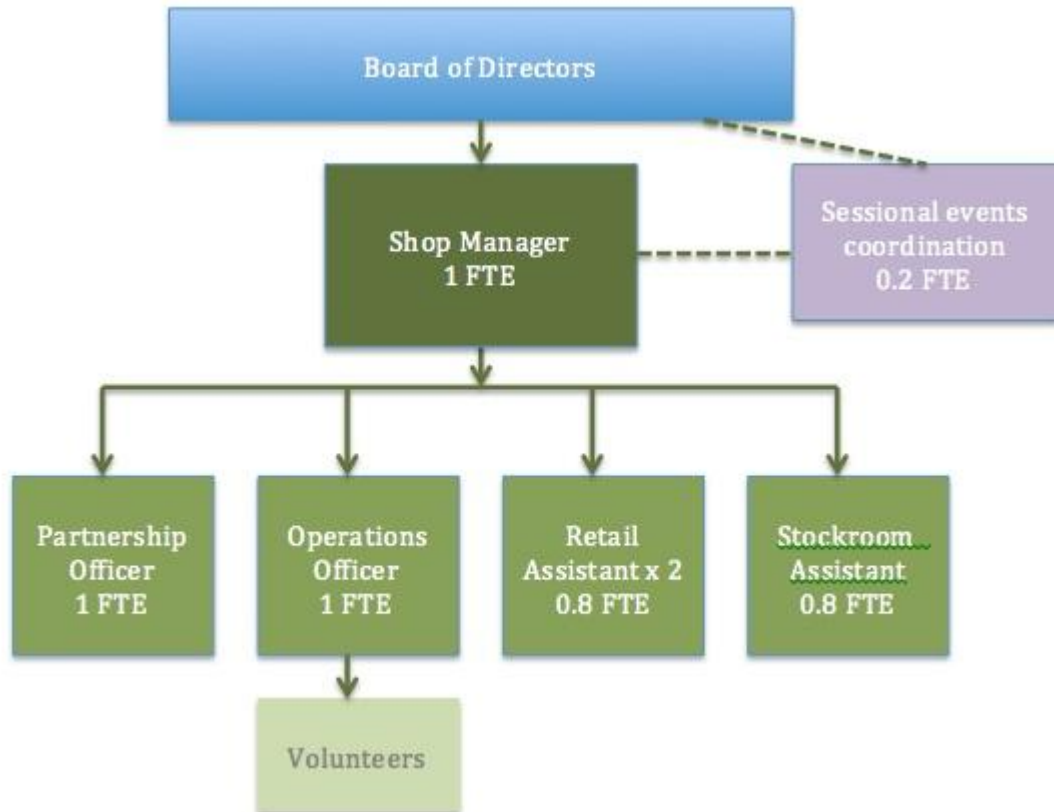 Board of Directors
Shop Manager
1 FTE
Sessional events
coordination
0.2 FTE
Partnership
Officer
1 FTE
Operations
Officer
1 FTE
Retail
Assistant x 2
0.8 FTE
Stockroom
Assistant
0.8 FTE
Volunteers